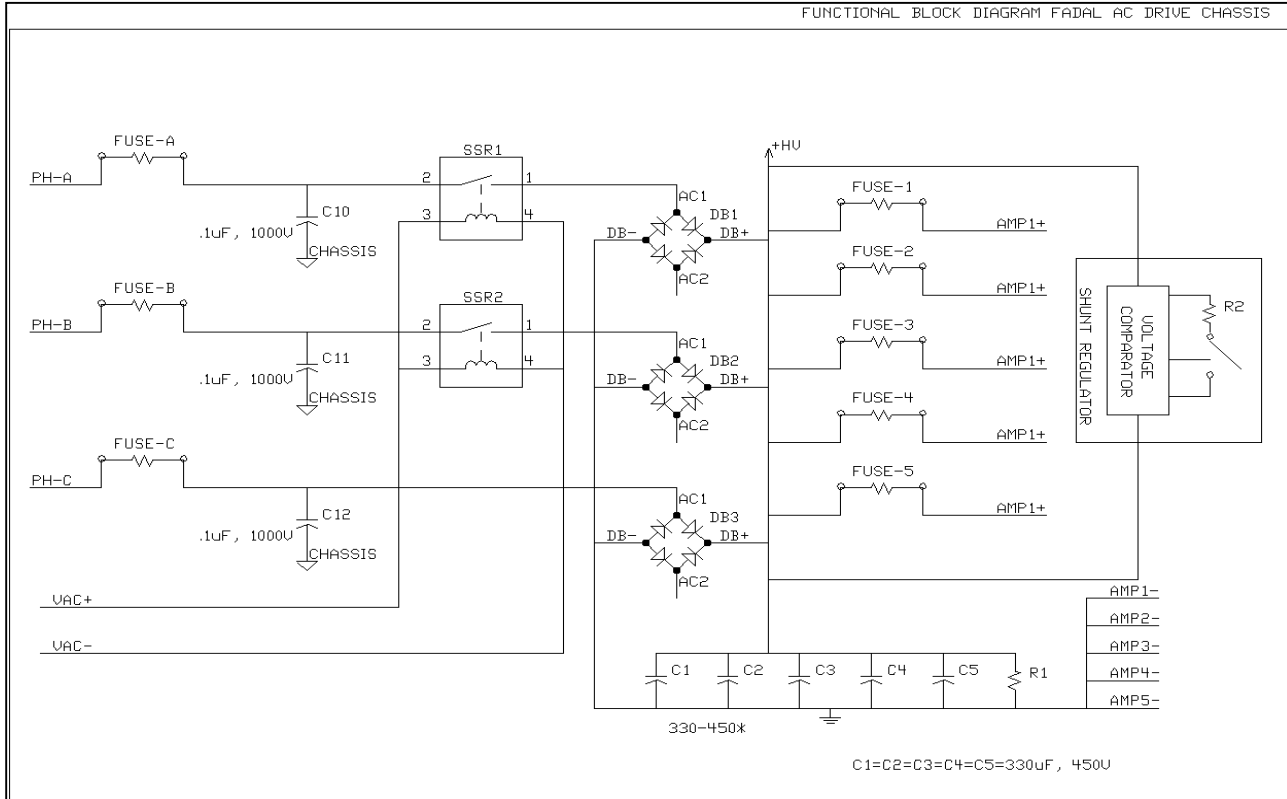 FUNCTIONAL BLOCK DIAGRAM FADAL AC DRIVE CHASSIS
FUSE-A
PH-A
C10
.1uF, 1000V
CHASSIS
SSR1
2
1
3
4
AC1
DB1
DB-
DB+
AC2
+HV
FUSE-1
AMP1+
FUSE-2
AMP1+
FUSE-B
PH-B
C11
.1uF, 1000V
CHASSIS
SSR2
2
1
3
4
AC1
DB2
DB-
DB+
AC2
FUSE-3
AMP1+
FUSE-4
AMP1+
SHUNT REGULATOR
VOLTAGE
COMPARATOR
R2
FUSE-C
PH-C
C12
.1uF, 1000V
CHASSIS
AC1
DB3
DB-
DB+
AC2
FUSE-5
AMP1+
VAC+
VAC-
C1
C2
C3
C4
C5
R1
330-450*
AMP1-
AMP2-
AMP3-
AMP4-
AMP5-
C1=C2=C3=C4=C5=330uF, 450V